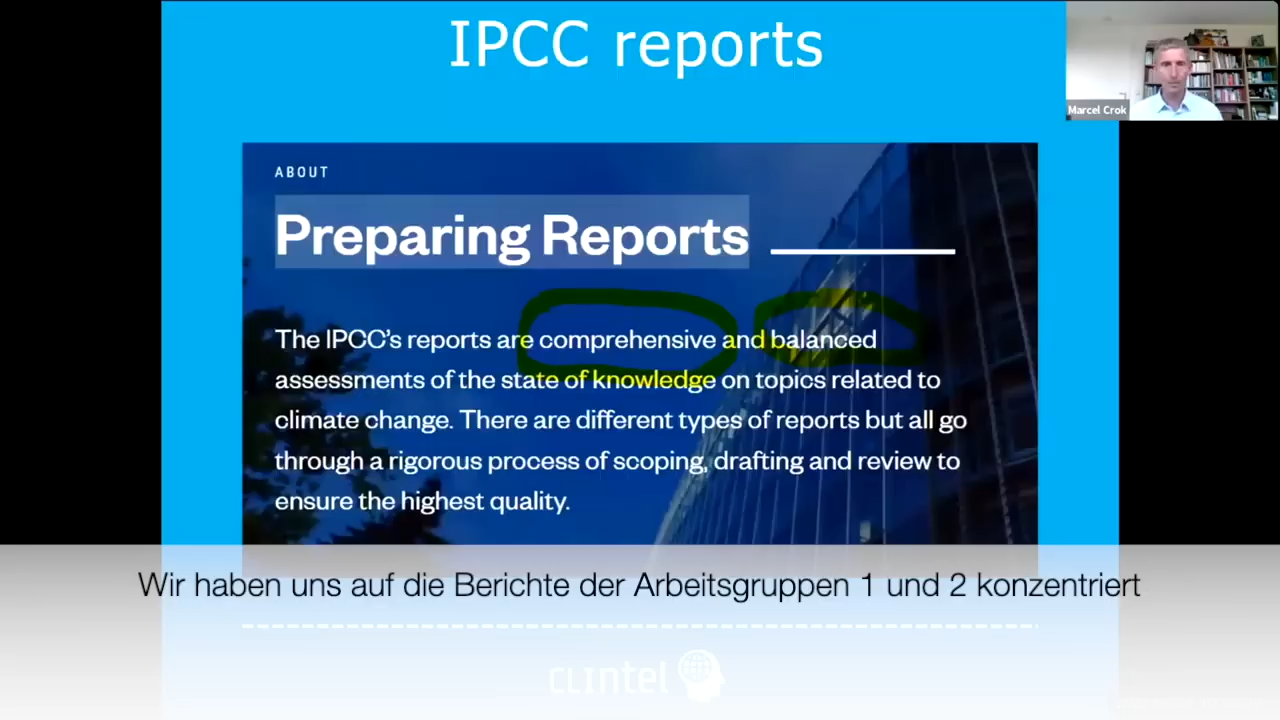 IPCC reports
Marcel Crok
ABOUT
Preparing Reports
The IPCC's reports are comprehensive and balanced
assessments of the state of knowledge on topics related to
climate change. There are different types of reports but all go
through a rigorous process of scoping, drafting and review to
ensure the highest quality.
Wir haben uns auf die Berichte der Arbeitsgruppen 1 und 2 konzentriert
CLIntel